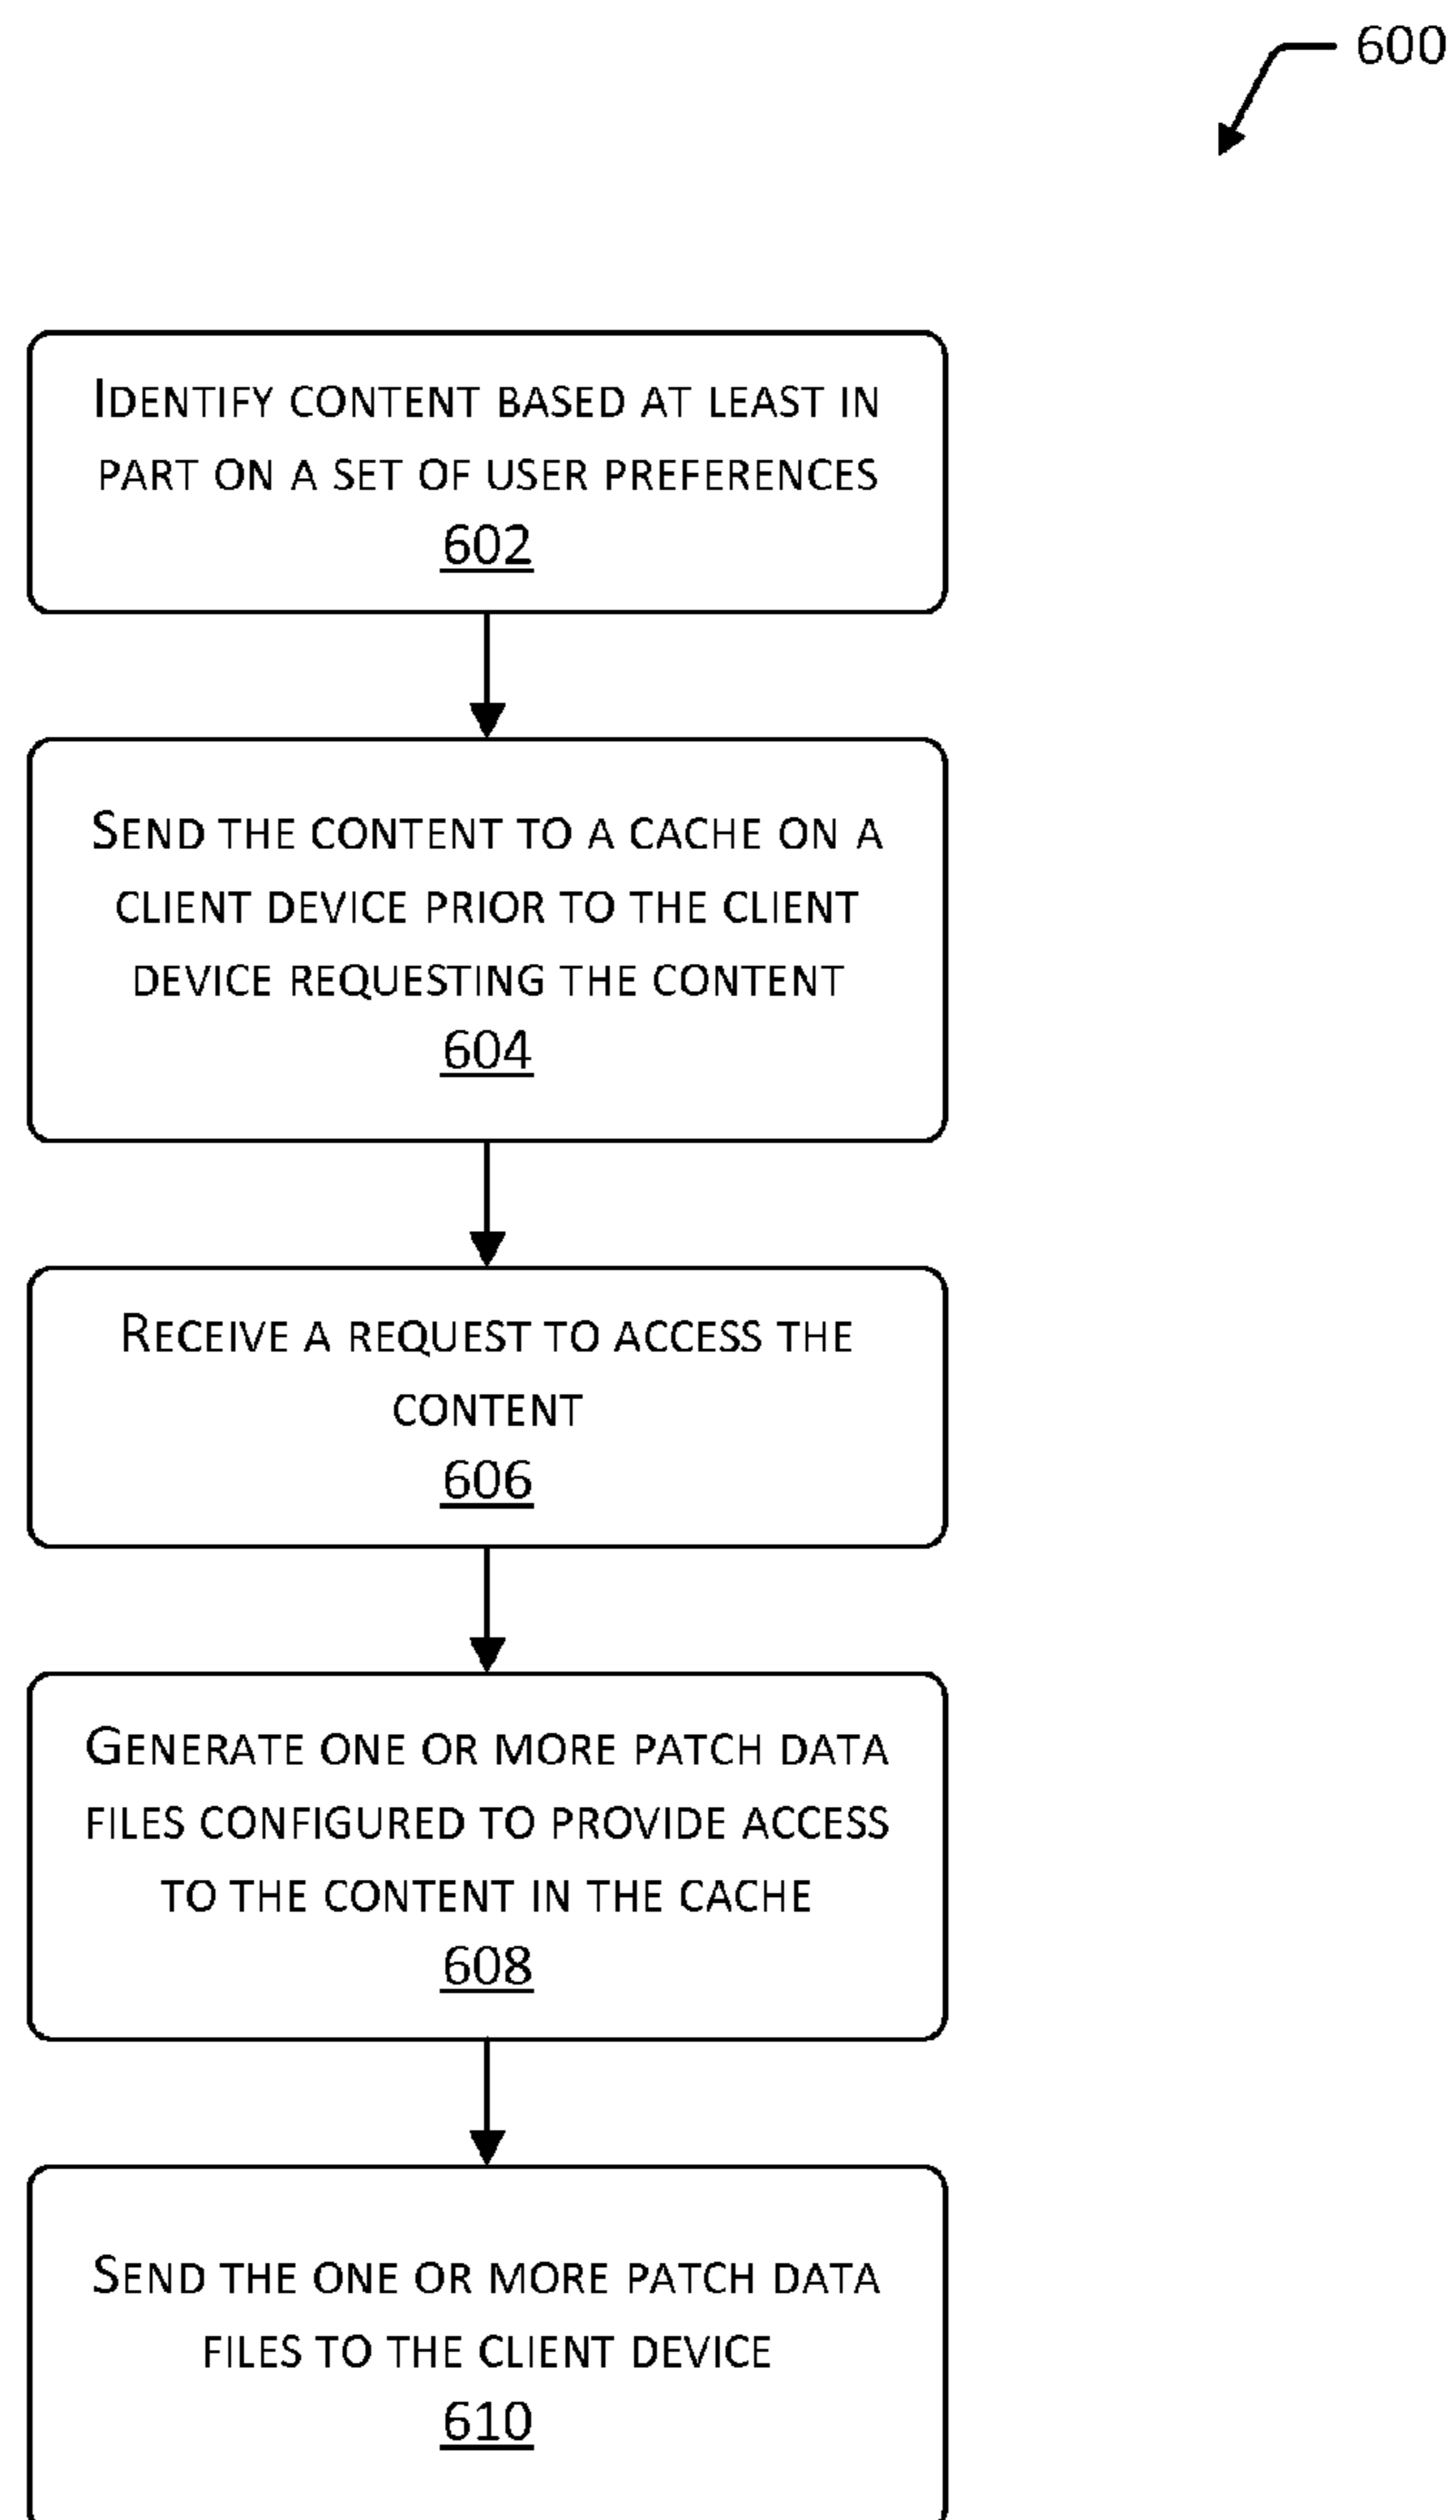 600
IDENTIFY CONTENT BASED AT LEAST IN
PART ON A SET OF USER PREFERENCES
602
SEND THE CONTENT TO A CACHE ON A
CLIENT DEVICE PRIOR TO THE CLIENT
DEVICE REQUESTING THE CONTENT
604
RECEIVE A REQUEST TO ACCESS THE
CONTENT
606
GENERATE ONE OR MORE PATCH DATA
FILES CONFIGURED TO PROVIDE ACCESS
TO THE CONTENT IN THE CACHE
608
SEND THE ONE OR MORE PATCH DATA
FILES TO THE CLIENT DEVICE
610